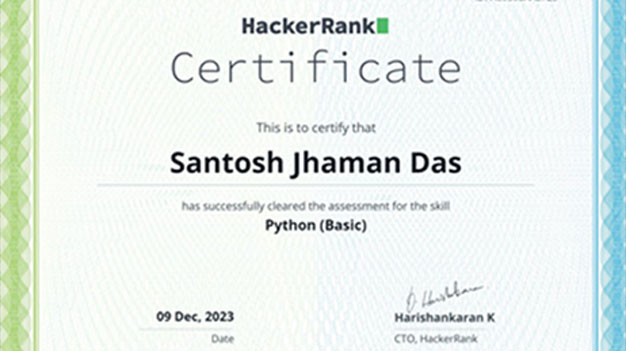 HackerRank
Certificate
This is to certify that
Santosh Jhaman Das
has successfully cleared the assessment for the skill
Python (Basic)
09 Dec, 2023
Date
Harishankaran K
CTO, HackerRank